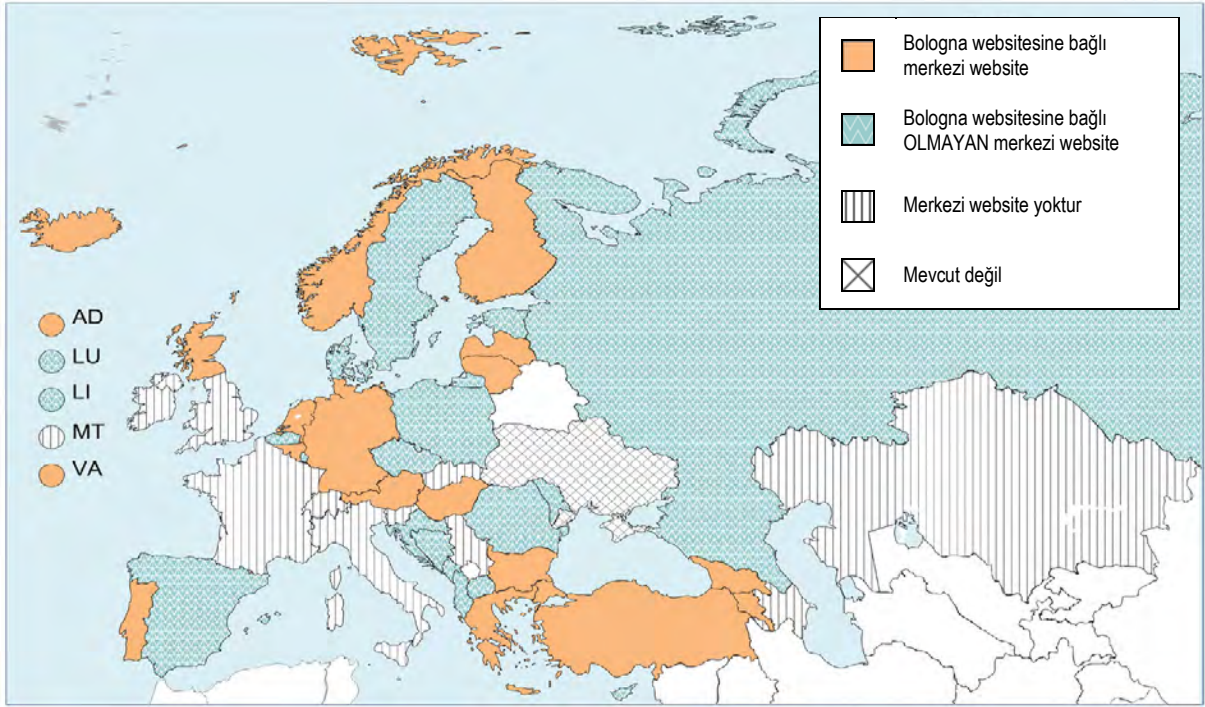 Bologna websitesine bağlı
merkezi website
Bologna websitesine bağlı
OLMAYAN merkezi website
Merkezi website yoktur
Mevcut değil
AD
LU
LI
MT
VA